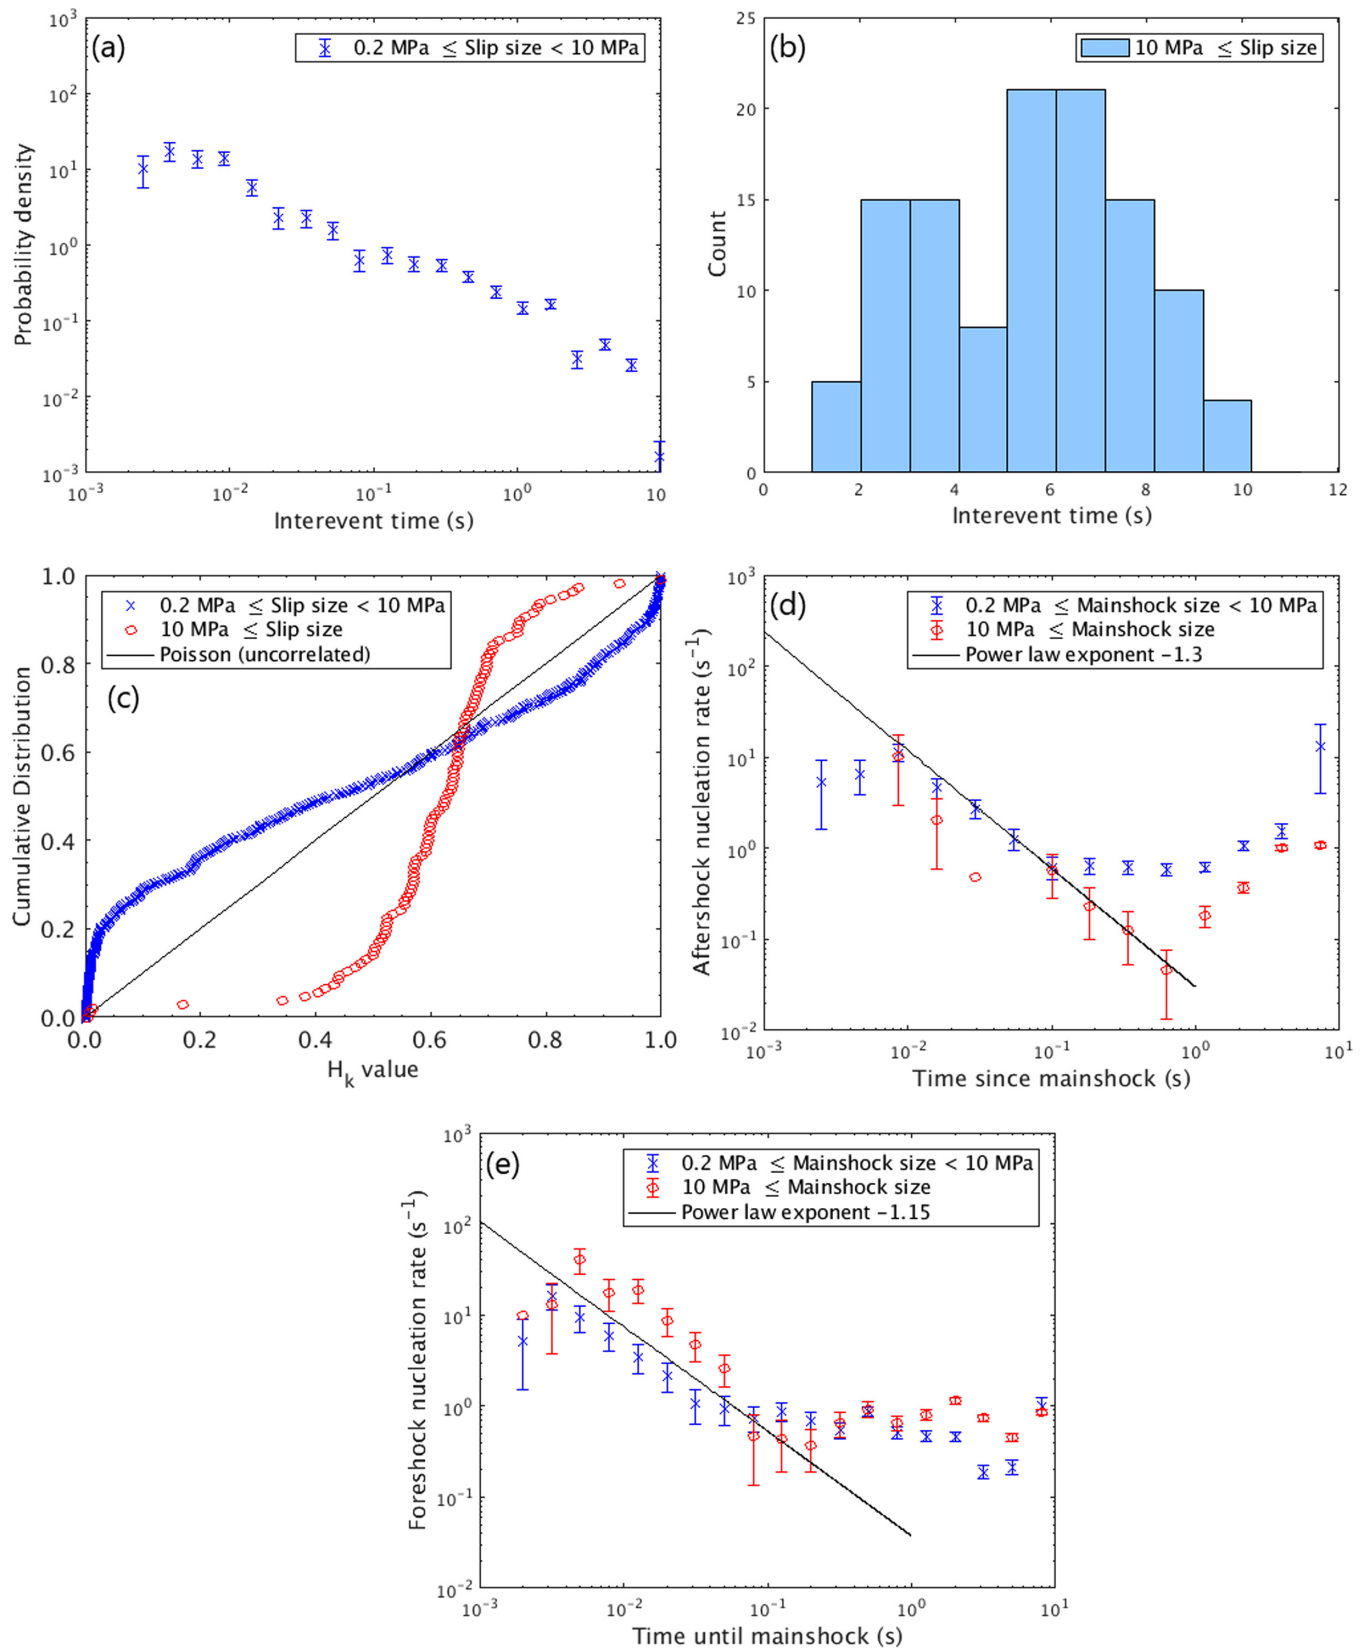 (a)
0.2 MPa ≤ Slip size < 10 MPa
Probability density
10³
10²
10¹
10⁰
10⁻¹
10⁻²
10⁻³
10⁻³ 10⁻² 10⁻¹ 10⁰ 10
Interevent time (s)
(b)
10 MPa ≤ Slip size
Count
25
20
15
10
5
0
0 2 4 6 8 10 12
Interevent time (s)
(c)
0.2 MPa ≤ Slip size < 10 MPa
10 MPa ≤ Slip size
Poisson (uncorrelated)
Cumulative Distribution
1.0
0.8
0.6
0.4
0.2
0.0
0.0 0.2 0.4 0.6 0.8 1.0
Hₖ value
(d)
0.2 MPa ≤ Mainshock size < 10 MPa
10 MPa ≤ Mainshock size
Power law exponent −1.3
Aftershock nucleation rate (s⁻¹)
10³
10²
10¹
10⁰
10⁻¹
10⁻²
10⁻³ 10⁻² 10⁻¹ 10⁰ 10¹
Time since mainshock (s)
(e)
0.2 MPa ≤ Mainshock size < 10 MPa
10 MPa ≤ Mainshock size
Power law exponent −1.15
Foreshock nucleation rate (s⁻¹)
10³
10²
10¹
10⁰
10⁻¹
10⁻²
10⁻³ 10⁻² 10⁻¹ 10⁰ 10¹
Time until mainshock (s)